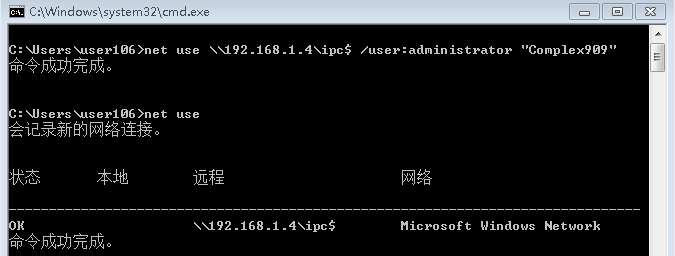 C:\Windows\system32\cmd.exe
C:\Users\user106>net use \\192.168.1.4\ipc$ /user:administrator "Complex909"
命令成功完成。
C:\Users\user106>net use
会记录新的网络连接。
状态 本地 远程 网络
-------------------------------------------------------------------------------
OK \\192.168.1.4\ipc$ Microsoft Windows Network
命令成功完成。